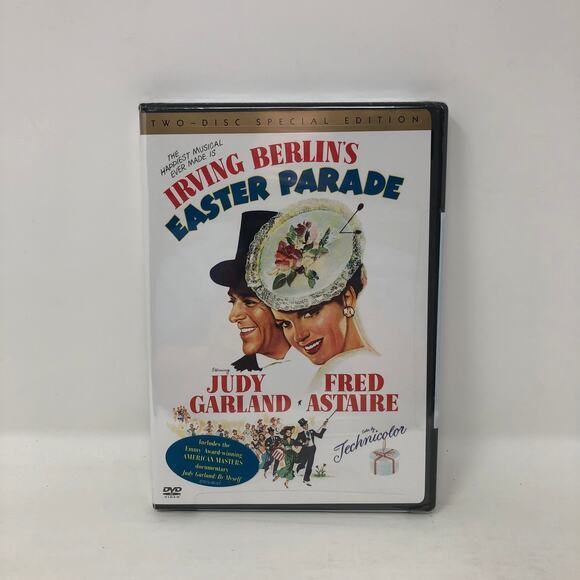 TWO-DISC SPECIAL EDITION
THE
HAPPIEST MUSICAL
EVER MADE IS
IRVING BERLIN'S
EASTER PARADE
Starring
JUDY FRED
GARLAND · ASTAIRE
Color by
Technicolor
Includes the
Emmy Award-winning
AMERICAN MASTERS
documentary
Judy Garland: By Myself
DVD
VIDEO